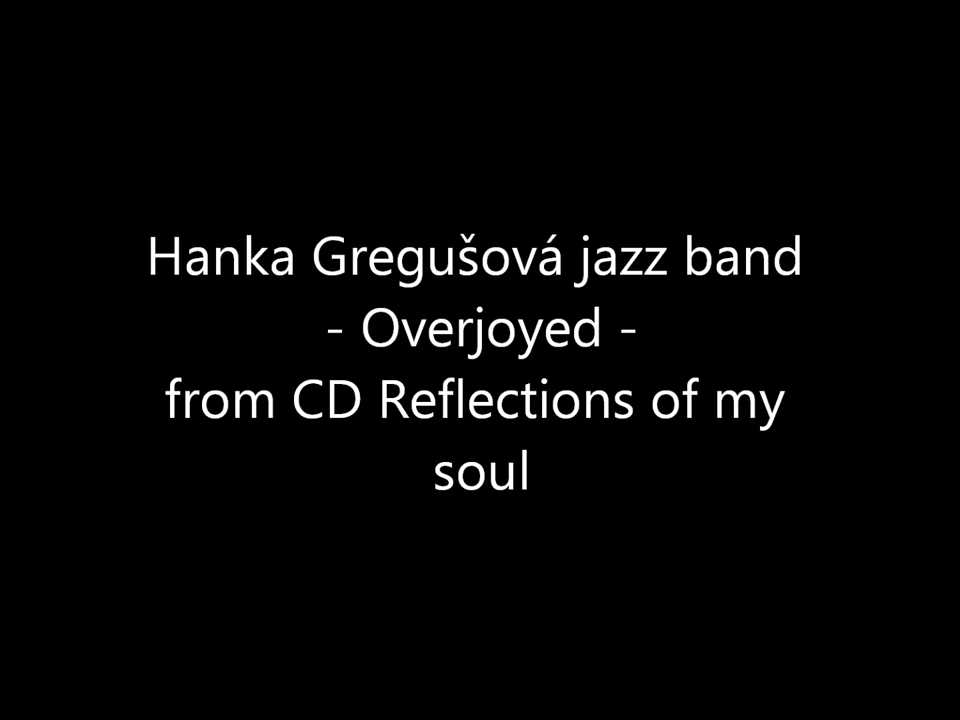 Hanka Gregušová jazz band
- Overjoyed -
from CD Reflections of my
soul